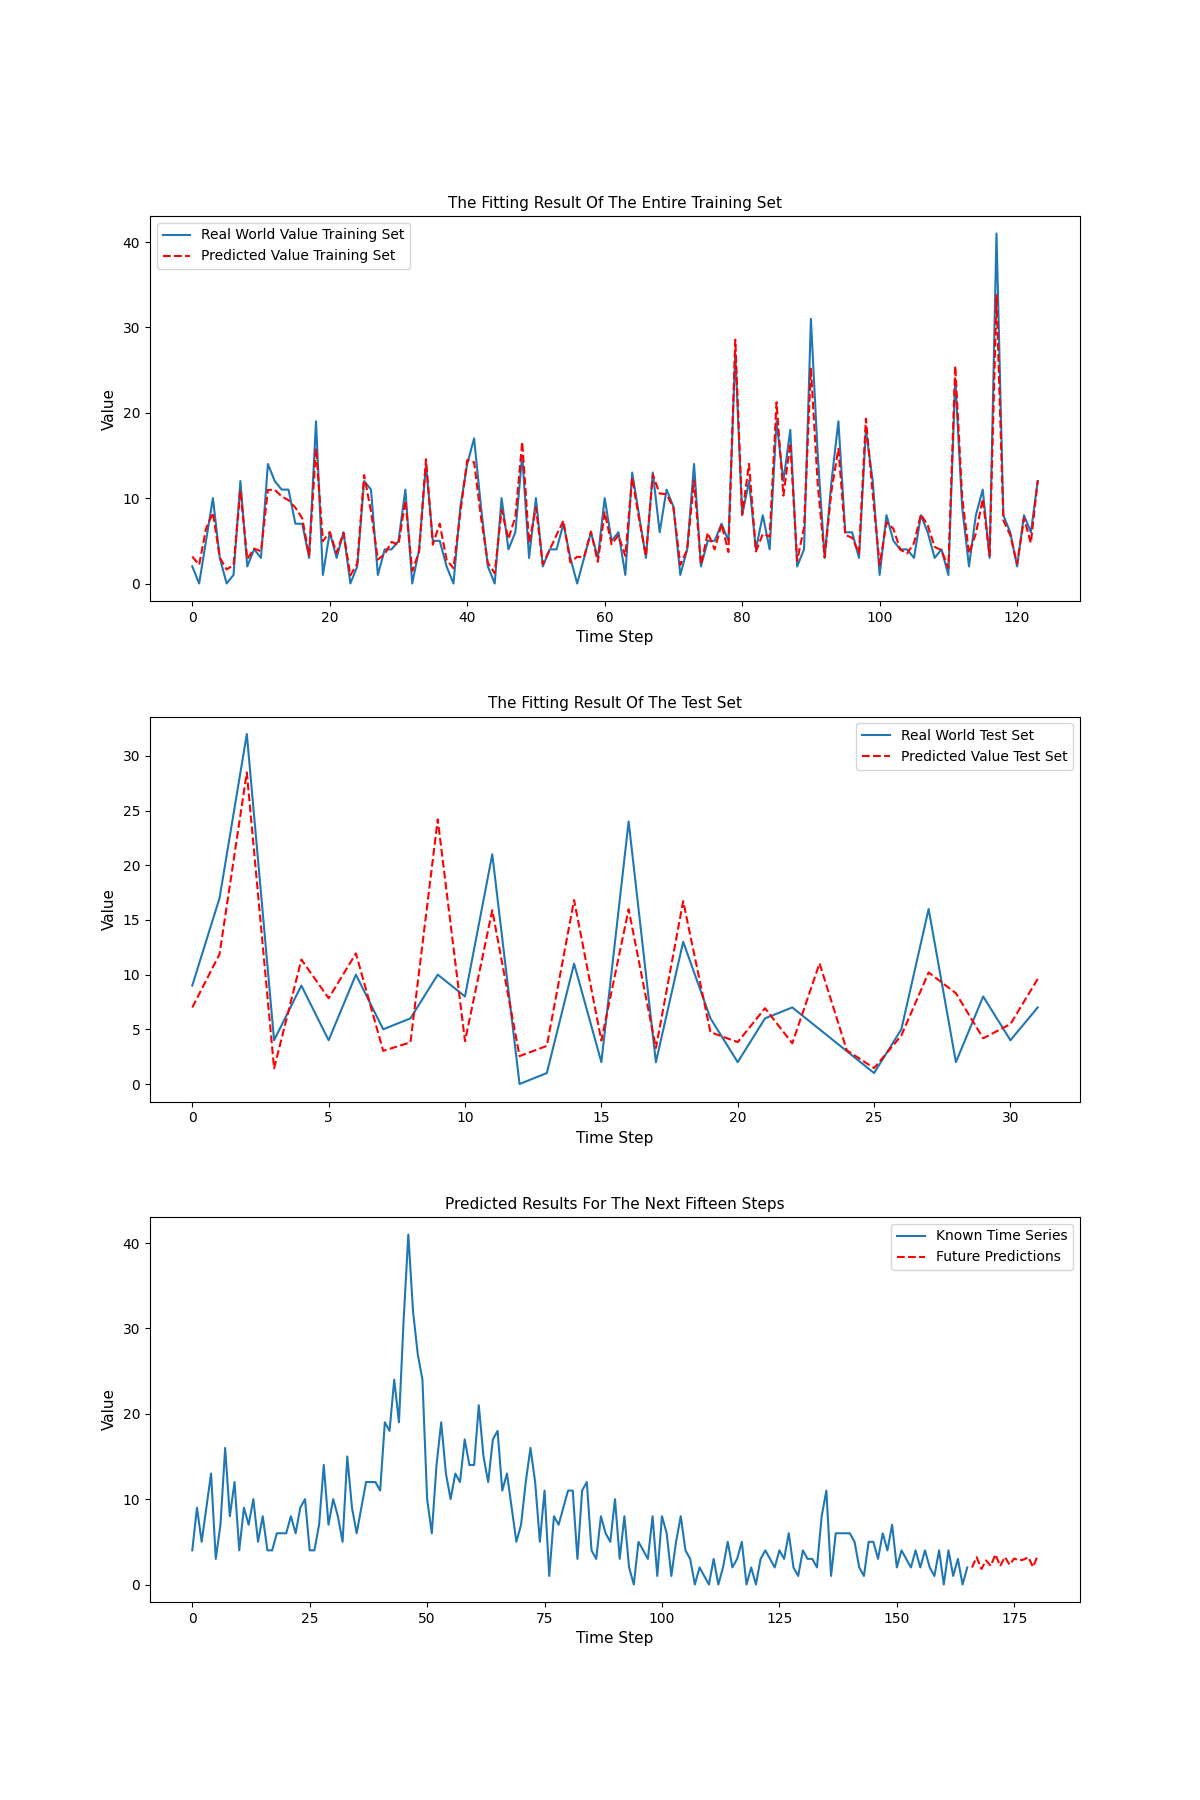 The Fitting Result Of The Entire Training Set
Real World Value Training Set
Predicted Value Training Set
Value
40
30
20
10
0
0 20 40 60 80 100 120
Time Step
The Fitting Result Of The Test Set
Real World Test Set
Predicted Value Test Set
Value
30
25
20
15
10
5
0
0 5 10 15 20 25 30
Time Step
Predicted Results For The Next Fifteen Steps
Known Time Series
Future Predictions
Value
40
30
20
10
0
0 25 50 75 100 125 150 175
Time Step